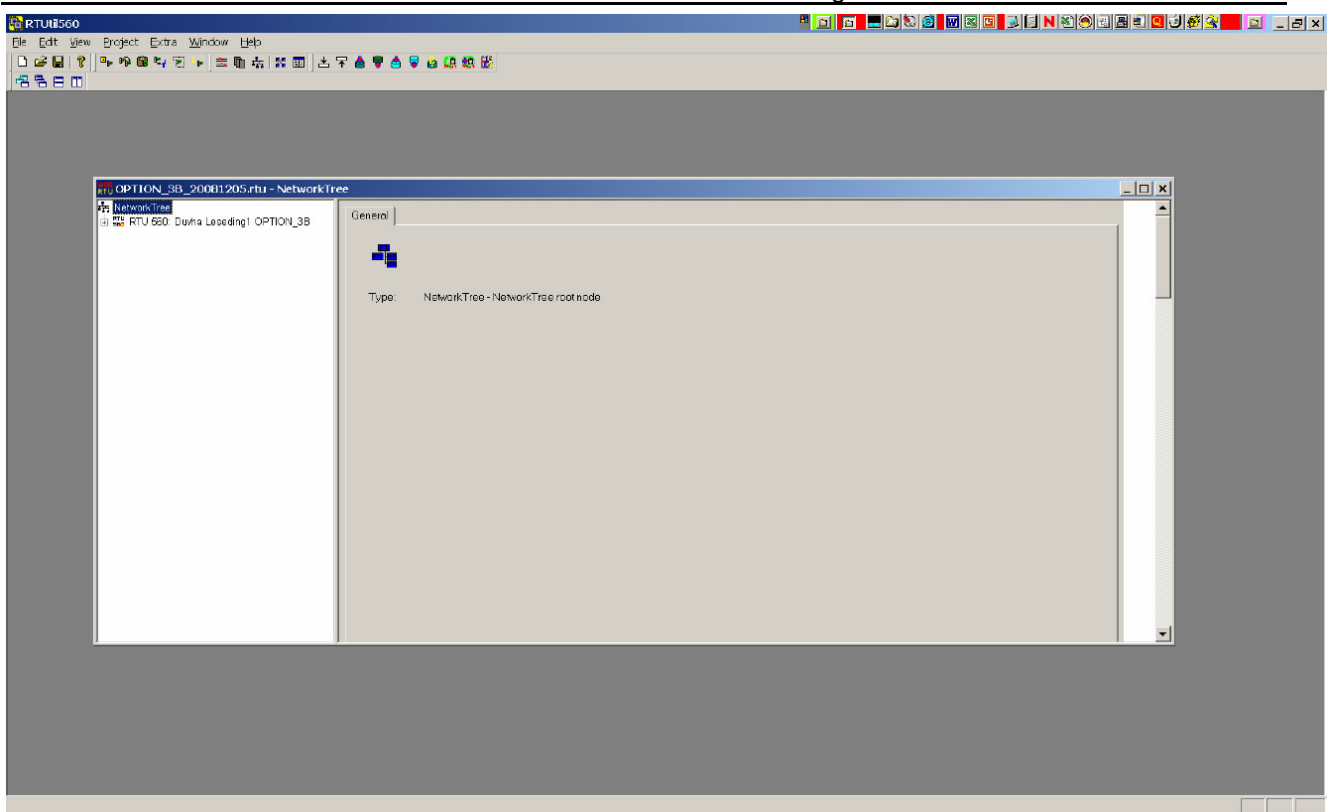 RTUtil560
File Edit View Project Extra Window Help
OPTION_3B_20081205.rtu - NetworkTree
NetworkTree
RTU 560: Duvha Leseding1 OPTION_3B
General
Type: NetworkTree - NetworkTree root node